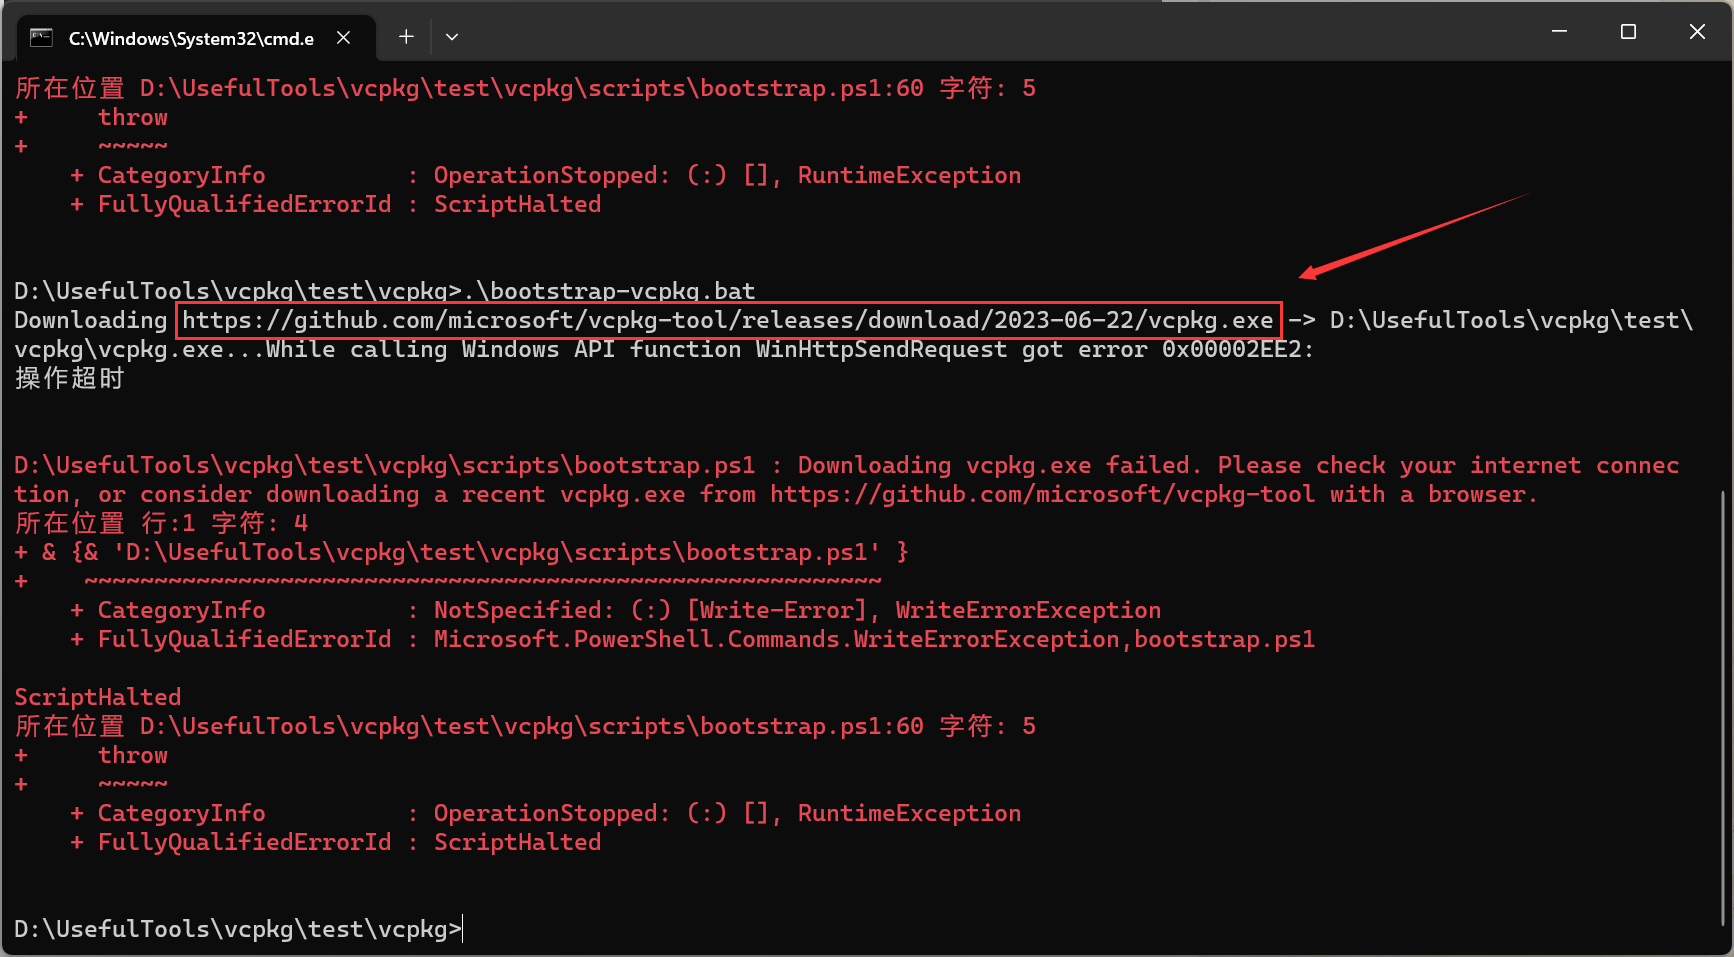 C:\Windows\System32\cmd.e
所在位置 D:\UsefulTools\vcpkg\test\vcpkg\scripts\bootstrap.ps1:60 字符: 5
+     throw
+     ~~~~~
    + CategoryInfo          : OperationStopped: (:) [], RuntimeException
    + FullyQualifiedErrorId : ScriptHalted
D:\UsefulTools\vcpkg\test\vcpkg>.\bootstrap-vcpkg.bat
Downloading https://github.com/microsoft/vcpkg-tool/releases/download/2023-06-22/vcpkg.exe -> D:\UsefulTools\vcpkg\test\
vcpkg\vcpkg.exe...While calling Windows API function WinHttpSendRequest got error 0x00002EE2:
操作超时
D:\UsefulTools\vcpkg\test\vcpkg\scripts\bootstrap.ps1 : Downloading vcpkg.exe failed. Please check your internet connec
tion, or consider downloading a recent vcpkg.exe from https://github.com/microsoft/vcpkg-tool with a browser.
所在位置 行:1 字符: 4
+ & {& 'D:\UsefulTools\vcpkg\test\vcpkg\scripts\bootstrap.ps1' }
+    ~~~~~~~~~~~~~~~~~~~~~~~~~~~~~~~~~~~~~~~~~~~~~~~~~~~~~~~~~
    + CategoryInfo          : NotSpecified: (:) [Write-Error], WriteErrorException
    + FullyQualifiedErrorId : Microsoft.PowerShell.Commands.WriteErrorException,bootstrap.ps1
ScriptHalted
所在位置 D:\UsefulTools\vcpkg\test\vcpkg\scripts\bootstrap.ps1:60 字符: 5
+     throw
+     ~~~~~
    + CategoryInfo          : OperationStopped: (:) [], RuntimeException
    + FullyQualifiedErrorId : ScriptHalted
D:\UsefulTools\vcpkg\test\vcpkg>